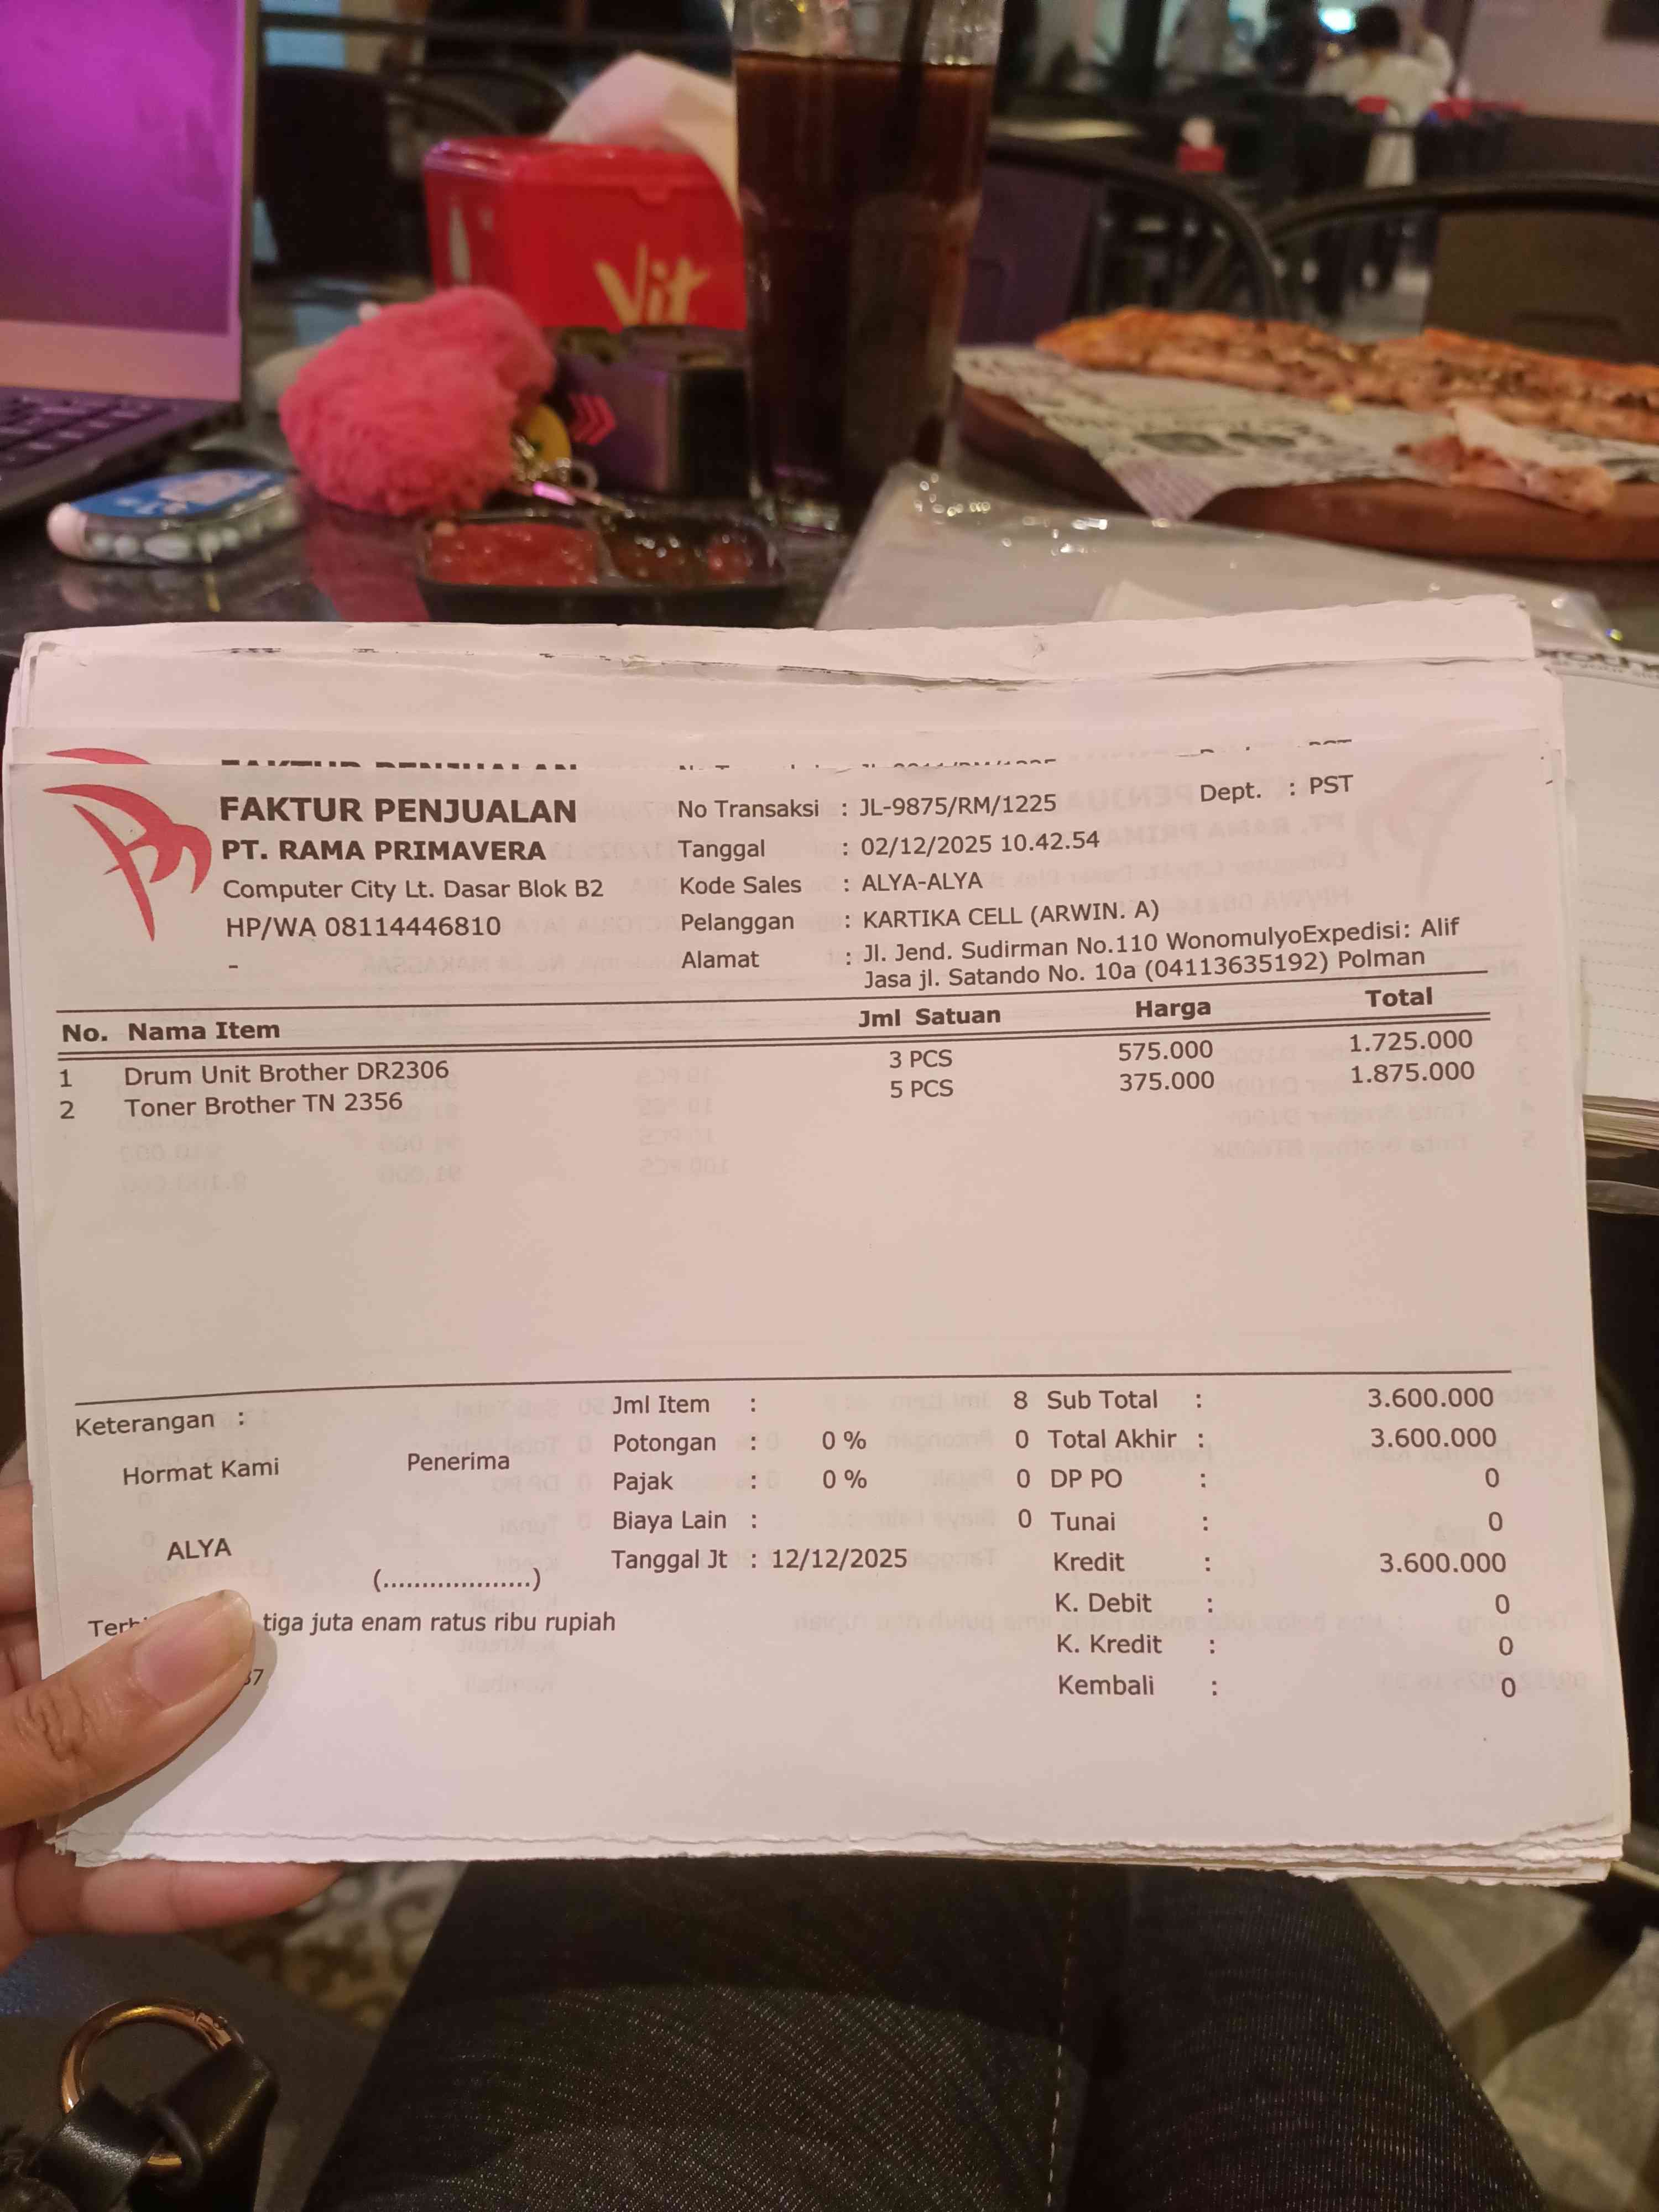 Vit
FAKTUR PENJUALAN
PT. RAMA PRIMAVERA
Computer City Lt. Dasar Blok B2
HP/WA 08114446810
-
No Transaksi : JL-9875/RM/1225
Dept. : PST
Tanggal : 02/12/2025 10.42.54
Kode Sales : ALYA-ALYA
Pelanggan : KARTIKA CELL (ARWIN. A)
Alamat : Jl. Jend. Sudirman No.110 WonomulyoExpedisi: Alif
Jasa jl. Satando No. 10a (04113635192) Polman
No. Nama Item Jml Satuan Harga Total
1 Drum Unit Brother DR2306 3 PCS 575.000 1.725.000
2 Toner Brother TN 2356 5 PCS 375.000 1.875.000
Keterangan :
Hormat Kami Penerima
ALYA
(...................)
tiga juta enam ratus ribu rupiah
Jml Item : 8
Potongan : 0 % 0
Pajak : 0 % 0
Biaya Lain : 0
Tanggal Jt : 12/12/2025
Sub Total : 3.600.000
Total Akhir : 3.600.000
DP PO : 0
Tunai : 0
Kredit : 3.600.000
K. Debit : 0
K. Kredit : 0
Kembali : 0